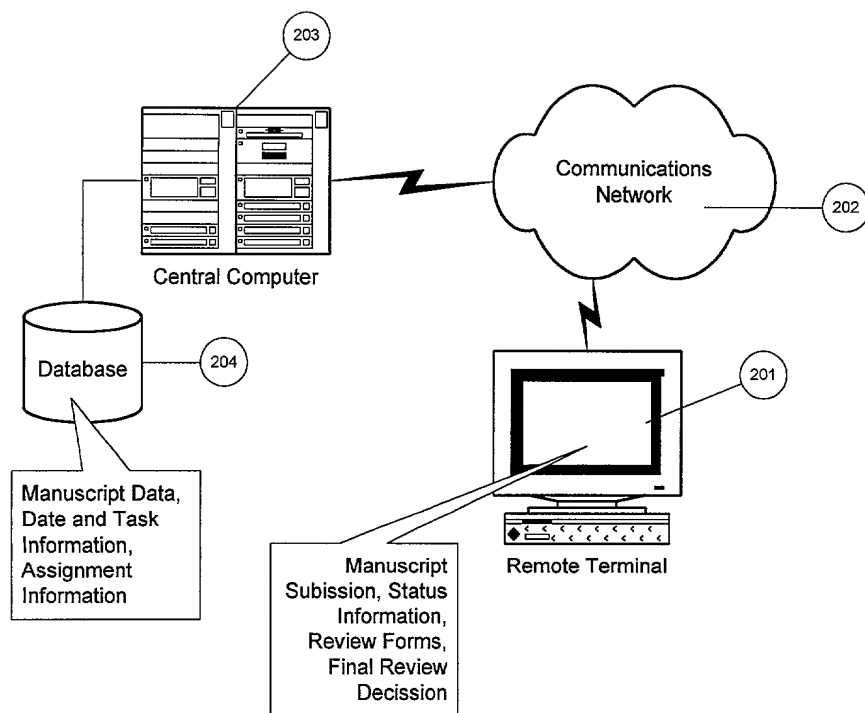 203
Communications
Network
202
Central Computer
Database
204
201
Manuscript Data,
Date and Task
Information,
Assignment
Information
Remote Terminal
Manuscript
Subission, Status
Information,
Review Forms,
Final Review
Decission